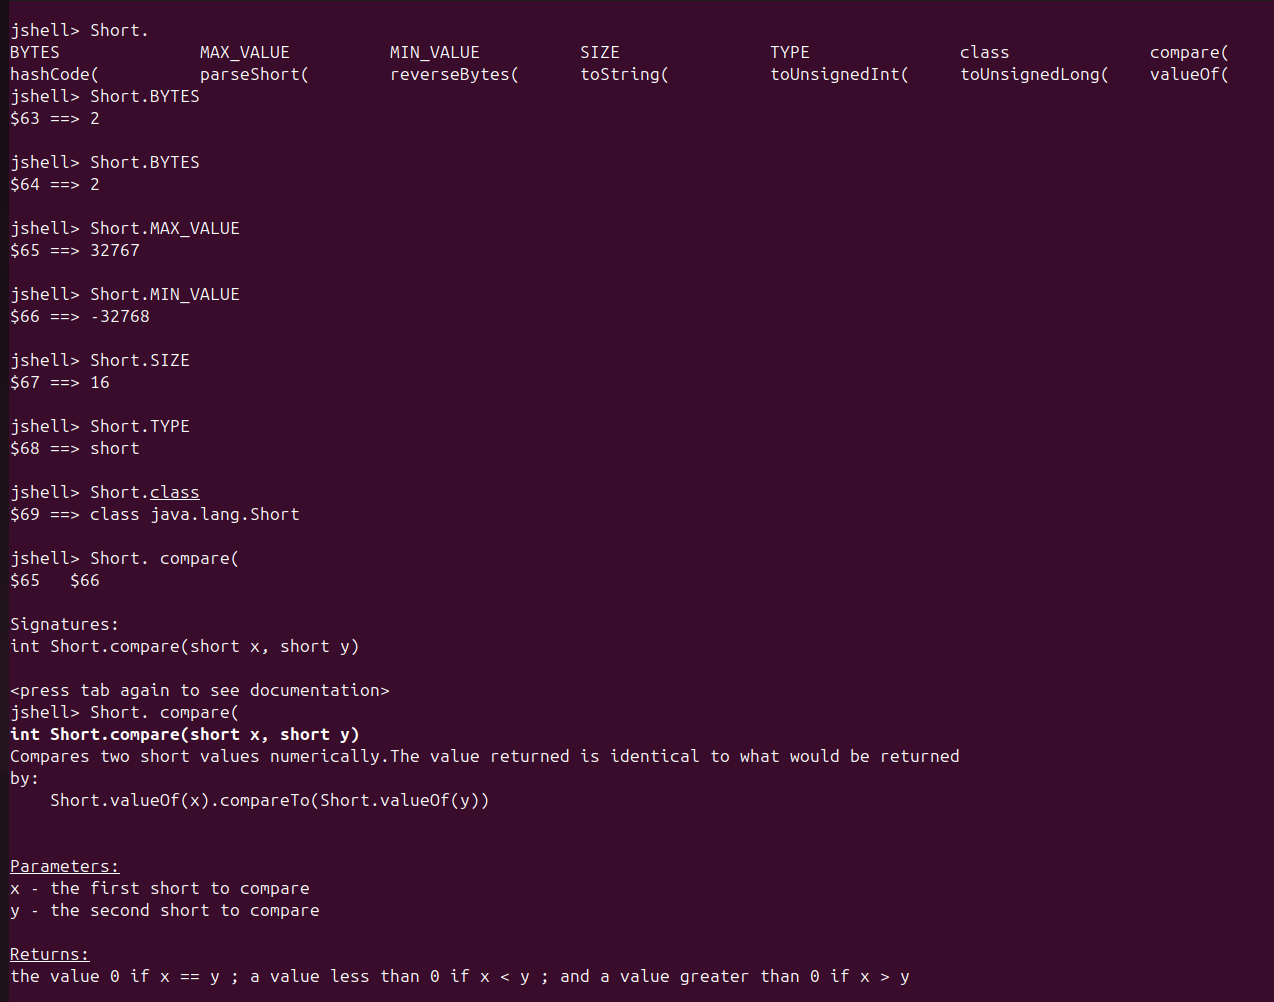 jshell> Short.
BYTES              MAX_VALUE          MIN_VALUE          SIZE               TYPE               class              compare(
hashCode(          parseShort(        reverseBytes(      toString(          toUnsignedInt(     toUnsignedLong(    valueOf(
jshell> Short.BYTES
$63 ==> 2
jshell> Short.BYTES
$64 ==> 2
jshell> Short.MAX_VALUE
$65 ==> 32767
jshell> Short.MIN_VALUE
$66 ==> -32768
jshell> Short.SIZE
$67 ==> 16
jshell> Short.TYPE
$68 ==> short
jshell> Short.class
$69 ==> class java.lang.Short
jshell> Short. compare(
$65   $66
Signatures:
int Short.compare(short x, short y)
<press tab again to see documentation>
jshell> Short. compare(
int Short.compare(short x, short y)
Compares two short values numerically.The value returned is identical to what would be returned
by:
    Short.valueOf(x).compareTo(Short.valueOf(y))
Parameters:
x - the first short to compare
y - the second short to compare
Returns:
the value 0 if x == y ; a value less than 0 if x < y ; and a value greater than 0 if x > y